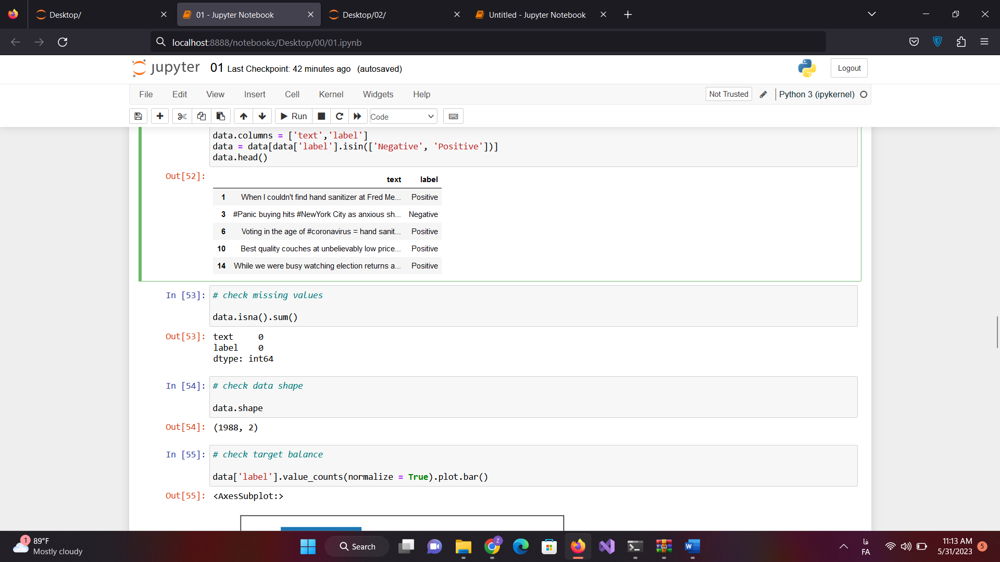 Desktop/
01 - Jupyter Notebook
Desktop/02/
Untitled - Jupyter Notebook
localhost:8888/notebooks/Desktop/00/01.ipynb
jupyter 01 Last Checkpoint: 42 minutes ago (autosaved)
Logout
File Edit View Insert Cell Kernel Widgets Help
Not Trusted
Python 3 (ipykernel)
Run
Code
data.columns = ['text','label']
data = data[data['label'].isin(['Negative', 'Positive'])]
data.head()
Out[52]:
text label
1 When I couldn't find hand sanitizer at Fred Me... Positive
3 #Panic buying hits #NewYork City as anxious sh... Negative
6 Voting in the age of #coronavirus = hand sanit... Positive
10 Best quality couches at unbelievably low price... Positive
14 While we were busy watching election returns a... Positive
In [53]: # check missing values
data.isna().sum()
Out[53]: text 0
label 0
dtype: int64
In [54]: # check data shape
data.shape
Out[54]: (1988, 2)
In [55]: # check target balance
data['label'].value_counts(normalize = True).plot.bar()
Out[55]: <AxesSubplot:>
1
89°F
Mostly cloudy
Search
Z
W
فا
FA
11:13 AM
5/31/2023
5